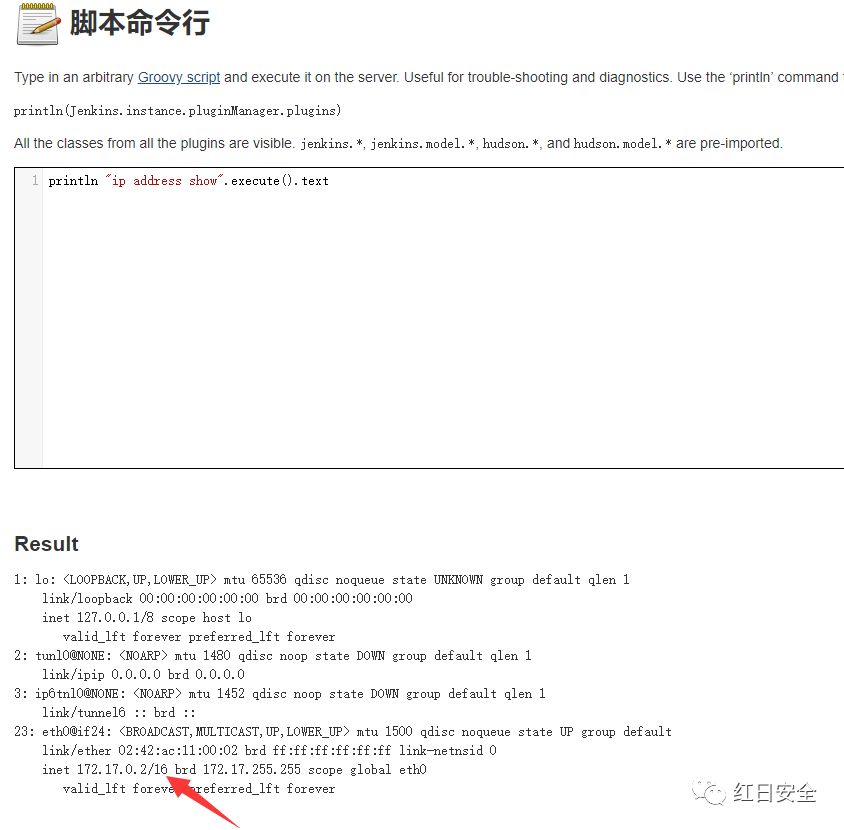 脚本命令行
Type in an arbitrary Groovy script and execute it on the server. Useful for trouble-shooting and diagnostics. Use the ‘println’ command
println(Jenkins.instance.pluginManager.plugins)
All the classes from all the plugins are visible. jenkins.*, jenkins.model.*, hudson.*, and hudson.model.* are pre-imported.
1 println "ip address show".execute().text
Result
1: lo: <LOOPBACK,UP,LOWER_UP> mtu 65536 qdisc noqueue state UNKNOWN group default qlen 1
link/loopback 00:00:00:00:00:00 brd 00:00:00:00:00:00
inet 127.0.0.1/8 scope host lo
valid_lft forever preferred_lft forever
2: tunl0@NONE: <NOARP> mtu 1480 qdisc noop state DOWN group default qlen 1
link/ipip 0.0.0.0 brd 0.0.0.0
3: ip6tnl0@NONE: <NOARP> mtu 1452 qdisc noop state DOWN group default qlen 1
link/tunnel6 :: brd ::
23: eth0@if24: <BROADCAST,MULTICAST,UP,LOWER_UP> mtu 1500 qdisc noqueue state UP group default
link/ether 02:42:ac:11:00:02 brd ff:ff:ff:ff:ff:ff link-netnsid 0
inet 172.17.0.2/16 brd 172.17.255.255 scope global eth0
valid_lft forever preferred_lft forever
红日安全